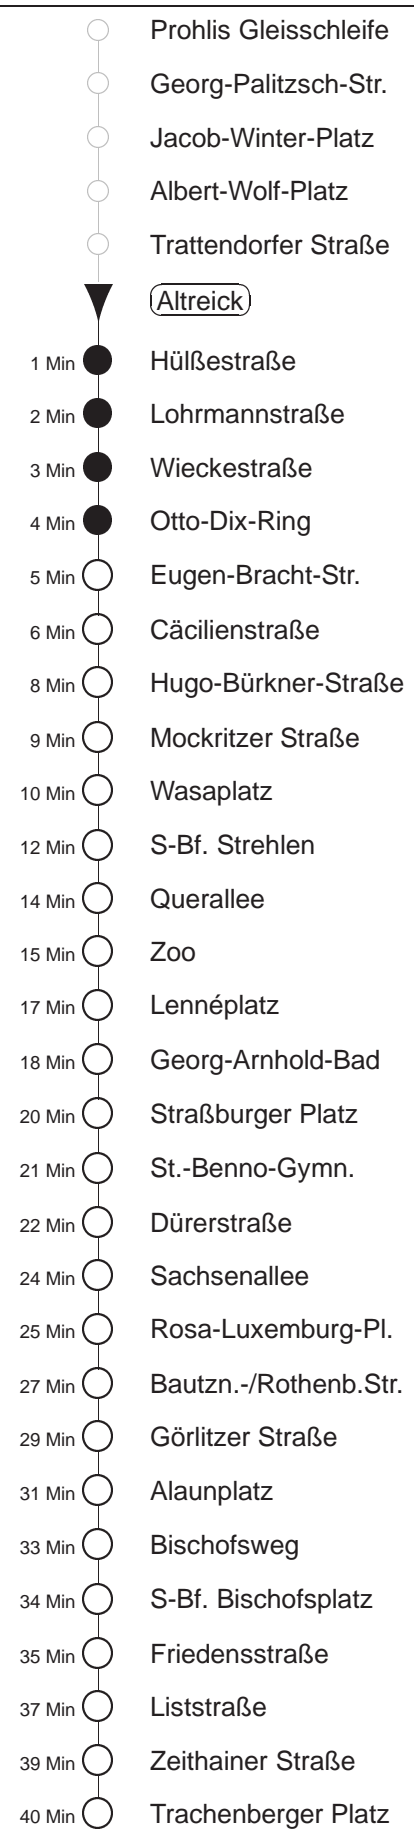 Prohlis Gleisschleife
Georg-Palitzsch-Str.
Jacob-Winter-Platz
Albert-Wolf-Platz
Trattendorfer Straße
Altreick
1 Min Hülßestraße
2 Min Lohrmannstraße
3 Min Wieckestraße
4 Min Otto-Dix-Ring
5 Min Eugen-Bracht-Str.
6 Min Cäcilienstraße
8 Min Hugo-Bürkner-Straße
9 Min Mockritzer Straße
10 Min Wasaplatz
12 Min S-Bf. Strehlen
14 Min Querallee
15 Min Zoo
17 Min Lennéplatz
18 Min Georg-Arnhold-Bad
20 Min Straßburger Platz
21 Min St.-Benno-Gymn.
22 Min Dürerstraße
24 Min Sachsenallee
25 Min Rosa-Luxemburg-Pl.
27 Min Bautzn.-/Rothenb.Str.
29 Min Görlitzer Straße
31 Min Alaunplatz
33 Min Bischofsweg
34 Min S-Bf. Bischofsplatz
35 Min Friedensstraße
37 Min Liststraße
39 Min Zeithainer Straße
40 Min Trachenberger Platz